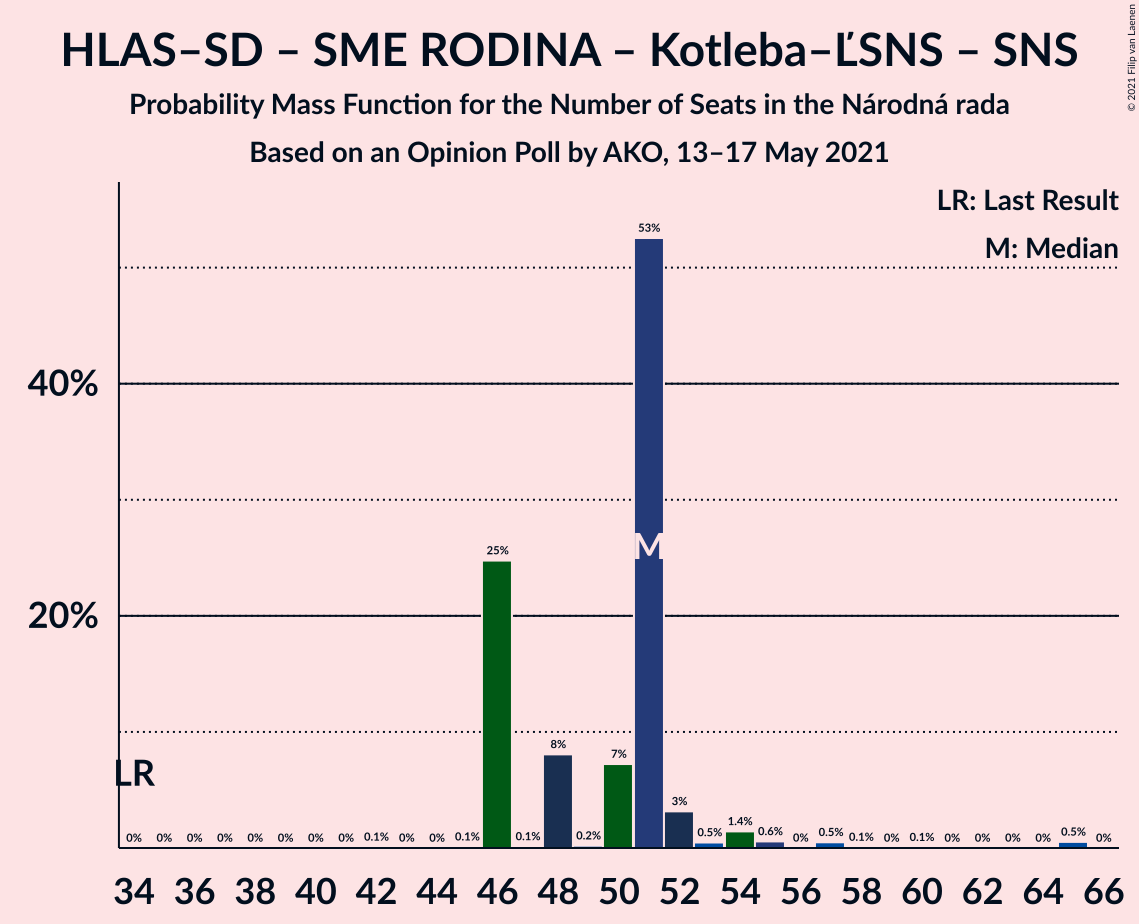 HLAS–SD – SME RODINA – Kotleba–ĽSNS – SNS
Probability Mass Function for the Number of Seats in the Národná rada
Based on an Opinion Poll by AKO, 13–17 May 2021
© 2021 Filip van Laenen
LR: Last Result
M: Median
40%
20%
LR
M
0% 0% 0% 0% 0% 0% 0% 0% 0.1% 0% 0% 0.1% 25% 0.1% 8% 0.2% 7% 53% 3% 0.5% 1.4% 0.6% 0% 0.5% 0.1% 0% 0.1% 0% 0% 0% 0% 0.5% 0%
34 36 38 40 42 44 46 48 50 52 54 56 58 60 62 64 66